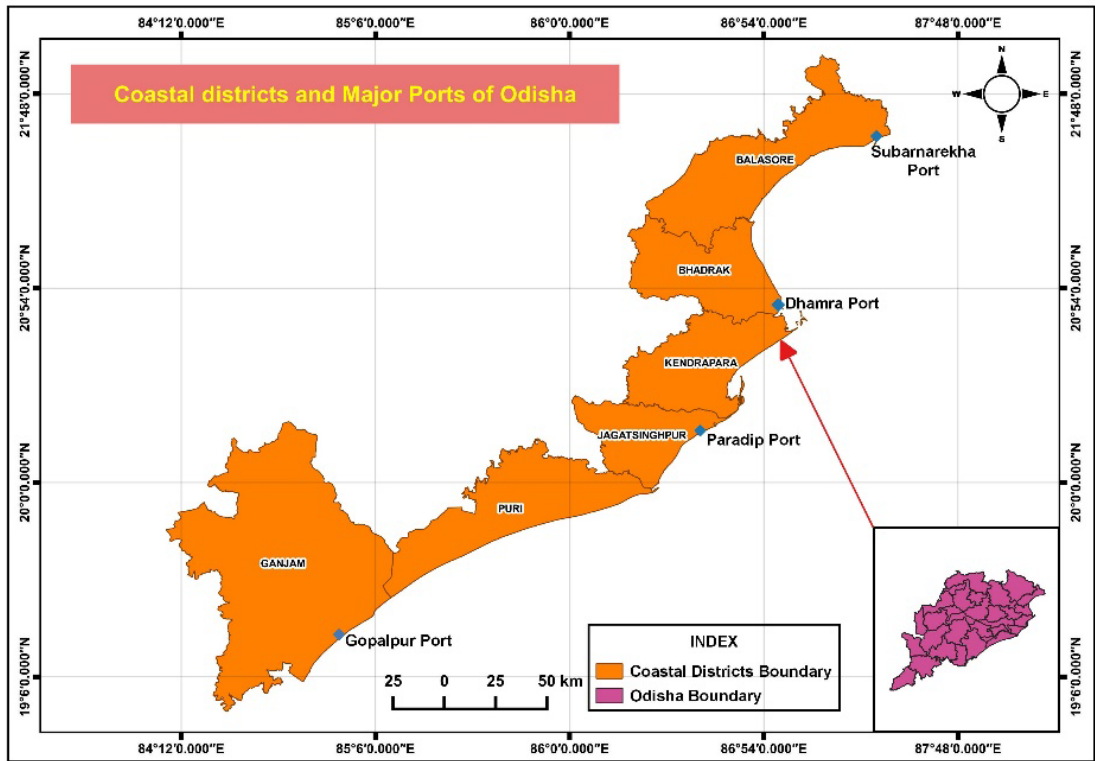 84°12'0.000"E
85°6'0.000"E
86°0'0.000"E
86°54'0.000"E
87°48'0.000"E
Coastal districts and Major Ports of Odisha
N
W
E
S
21°48'0.000"N
21°48'0.000"N
BALASORE
Subarnarekha
Port
BHADRAK
20°54'0.000"N
20°54'0.000"N
Dhamra Port
KENDRAPARA
JAGATSINGHPUR
Paradip Port
20°0'0.000"N
20°0'0.000"N
PURI
GANJAM
Gopalpur Port
INDEX
Coastal Districts Boundary
Odisha Boundary
25 0 25 50 km
19°6'0.000"N
19°6'0.000"N
84°12'0.000"E
85°6'0.000"E
86°0'0.000"E
86°54'0.000"E
87°48'0.000"E